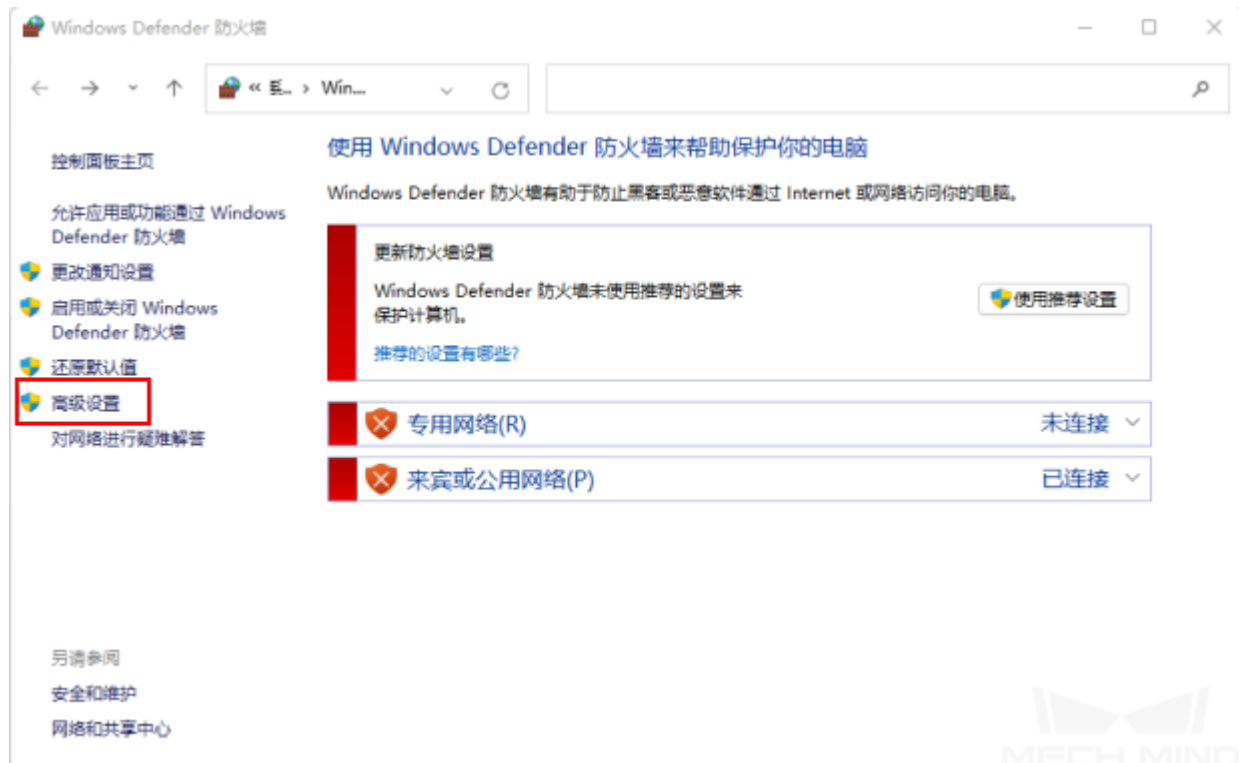 Windows Defender 防火墙
« 系... › Win...
控制面板主页
允许应用或功能通过 Windows
Defender 防火墙
更改通知设置
启用或关闭 Windows
Defender 防火墙
还原默认值
高级设置
对网络进行疑难解答
使用 Windows Defender 防火墙来帮助保护你的电脑
Windows Defender 防火墙有助于防止黑客或恶意软件通过 Internet 或网络访问你的电脑。
更新防火墙设置
Windows Defender 防火墙未使用推荐的设置来
保护计算机。
使用推荐设置
推荐的设置有哪些?
专用网络(R) 未连接
来宾或公用网络(P) 已连接
另请参阅
安全和维护
网络和共享中心
MECH MIND